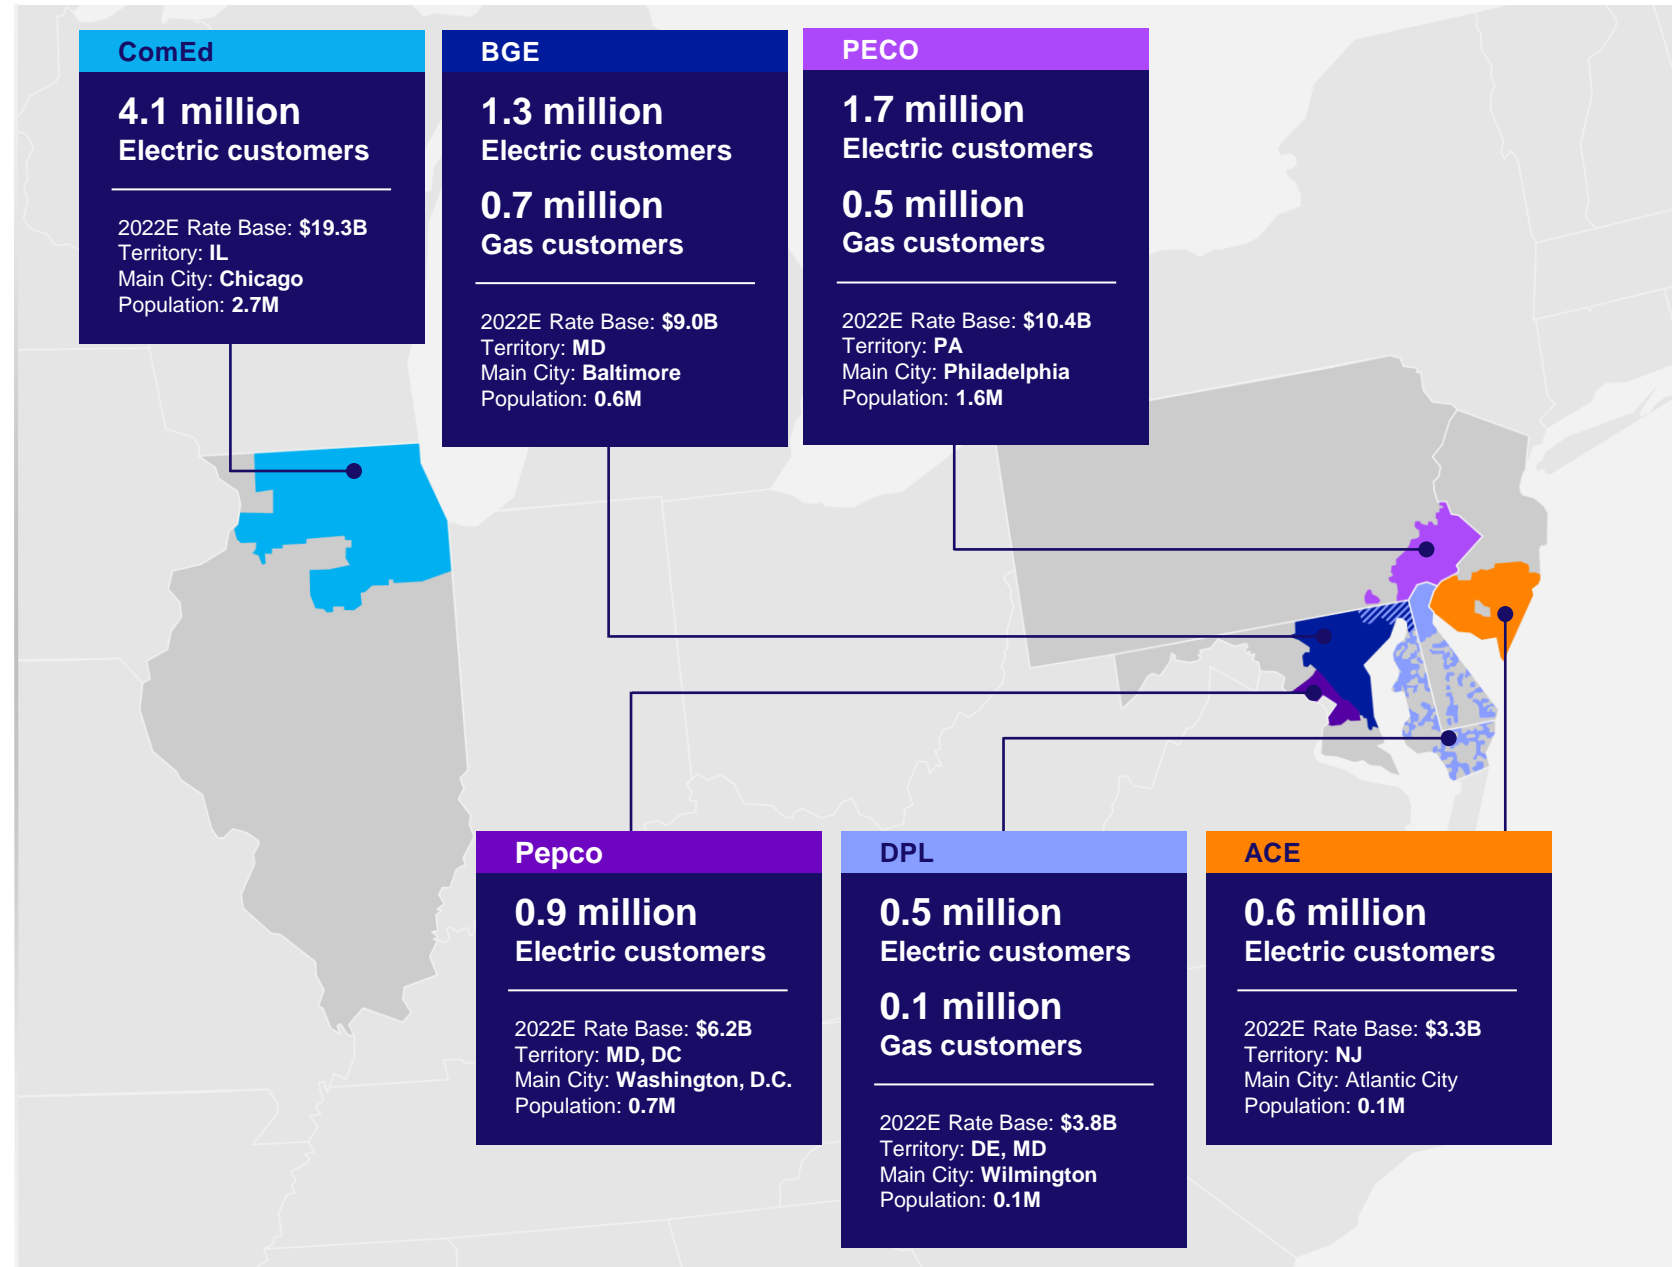 ComEd
4.1 million
Electric customers
2022E Rate Base: $19.3B
Territory: IL
Main City: Chicago
Population: 2.7M
BGE
1.3 million
Electric customers
0.7 million
Gas customers
2022E Rate Base: $9.0B
Territory: MD
Main City: Baltimore
Population: 0.6M
PECO
1.7 million
Electric customers
0.5 million
Gas customers
2022E Rate Base: $10.4B
Territory: PA
Main City: Philadelphia
Population: 1.6M
Pepco
0.9 million
Electric customers
2022E Rate Base: $6.2B
Territory: MD, DC
Main City: Washington, D.C.
Population: 0.7M
DPL
0.5 million
Electric customers
0.1 million
Gas customers
2022E Rate Base: $3.8B
Territory: DE, MD
Main City: Wilmington
Population: 0.1M
ACE
0.6 million
Electric customers
2022E Rate Base: $3.3B
Territory: NJ
Main City: Atlantic City
Population: 0.1M